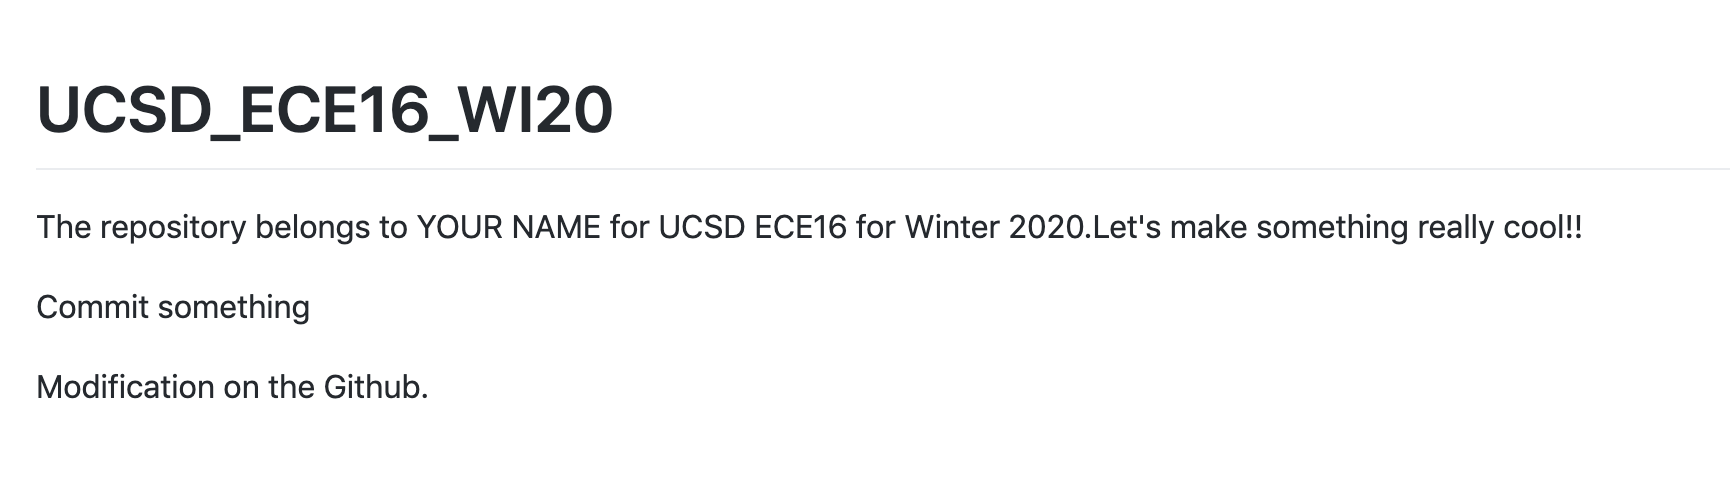 UCSD_ECE16_WI20
The repository belongs to YOUR NAME for UCSD ECE16 for Winter 2020.Let's make something really cool!!
Commit something
Modification on the Github.